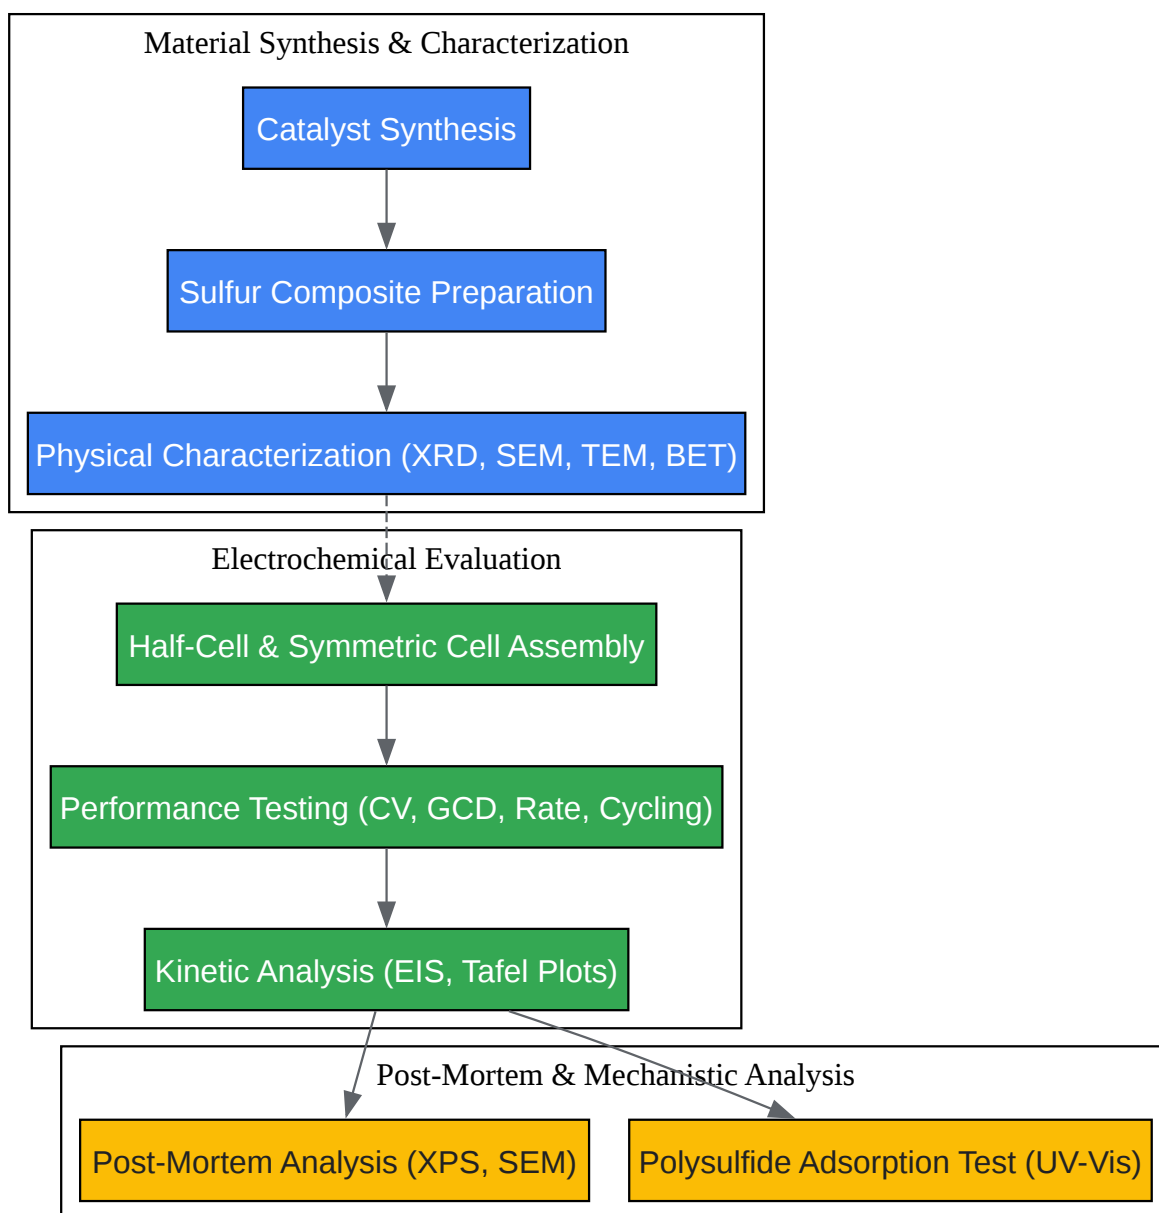 Material Synthesis & Characterization
Catalyst Synthesis
Sulfur Composite Preparation
Physical Characterization (XRD, SEM, TEM, BET)
Electrochemical Evaluation
Half-Cell & Symmetric Cell Assembly
Performance Testing (CV, GCD, Rate, Cycling)
Kinetic Analysis (EIS, Tafel Plots)
Post-Mortem & Mechanistic Analysis
Post-Mortem Analysis (XPS, SEM)
Polysulfide Adsorption Test (UV-Vis)